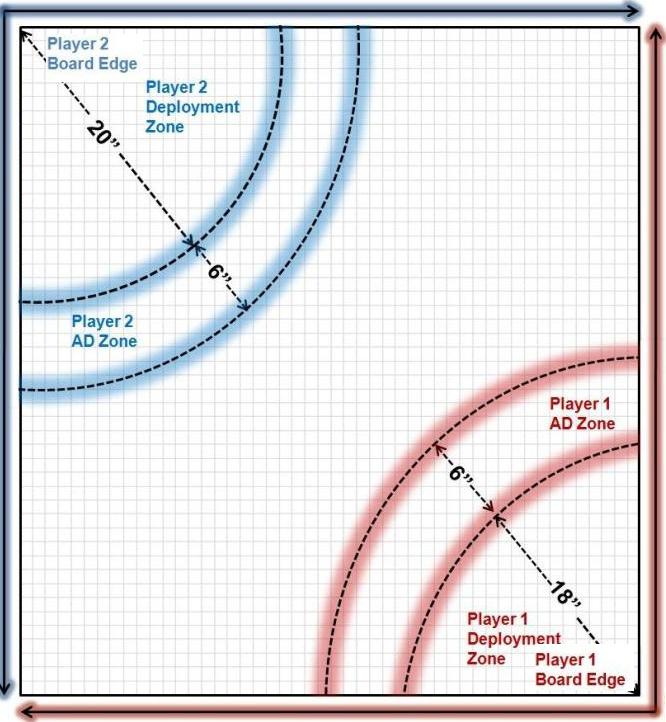 Player 2
Board Edge
Player 2
Deployment
Zone
20”
6”
Player 2
AD Zone
Player 1
AD Zone
6”
18”
Player 1
Deployment
Zone
Player 1
Board Edge